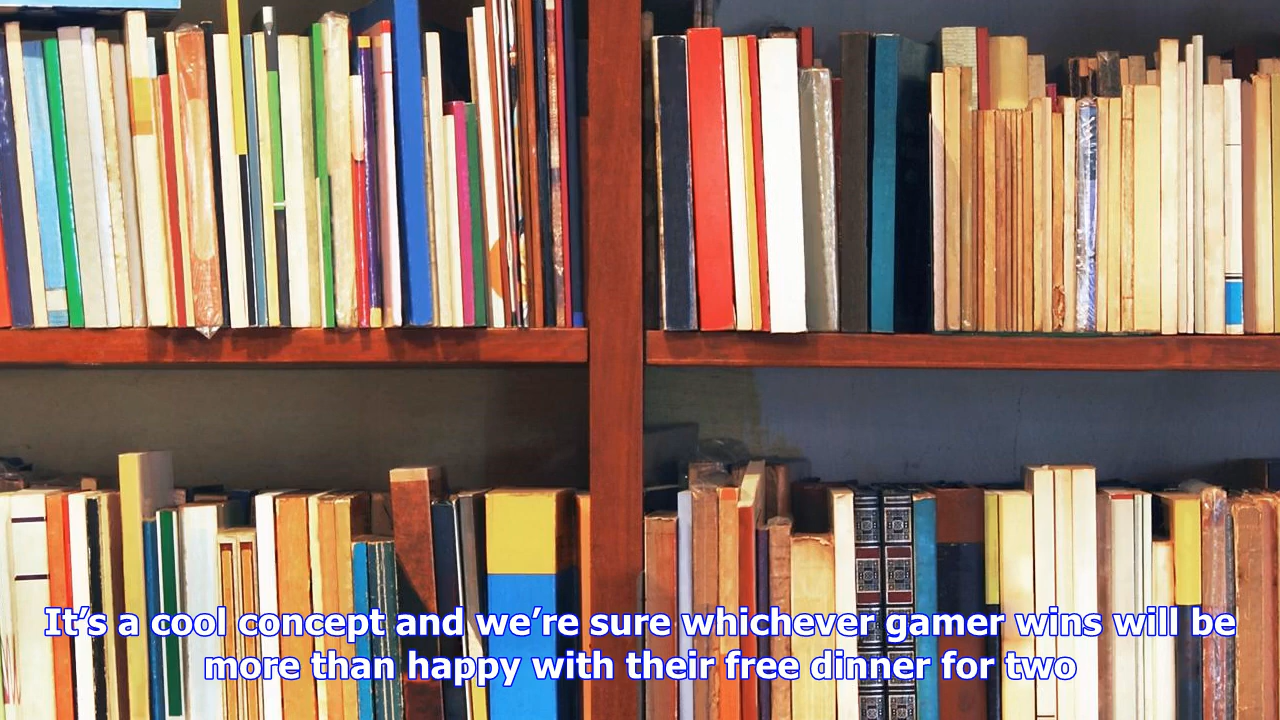 It’s a cool concept and we’re sure whichever gamer wins will be
more than happy with their free dinner for two